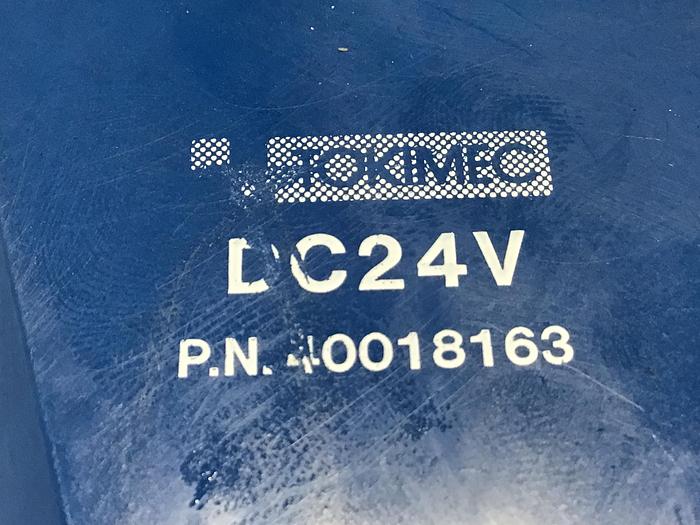 TOKIMEC
DC24V
P.N. 40018163